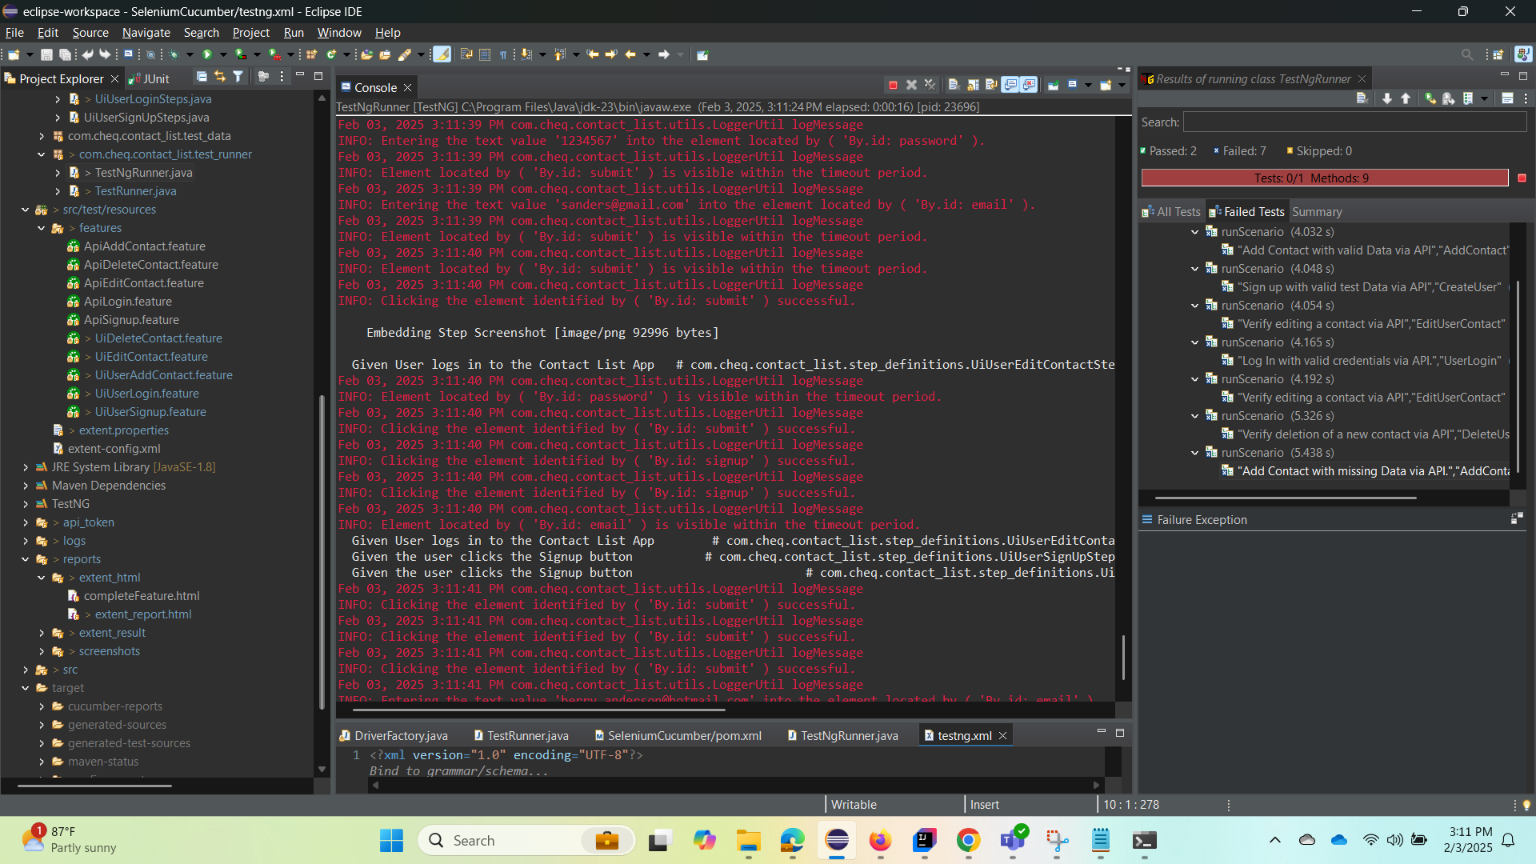 eclipse-workspace - SeleniumCucumber/testng.xml - Eclipse IDE
File Edit Source Navigate Search Project Run Window Help
Project Explorer
JUnit
> UiUserLoginSteps.java
UiUserSignUpSteps.java
com.cheq.contact_list.test_data
> com.cheq.contact_list.test_runner
> TestNgRunner.java
> TestRunner.java
> src/test/resources
> features
ApiAddContact.feature
ApiDeleteContact.feature
ApiEditContact.feature
ApiLogin.feature
ApiSignup.feature
> UiDeleteContact.feature
> UiEditContact.feature
> UiUserAddContact.feature
> UiUserLogin.feature
> UiUserSignup.feature
> extent.properties
extent-config.xml
JRE System Library [JavaSE-1.8]
Maven Dependencies
TestNG
> api_token
> logs
> reports
> extent_html
completeFeature.html
> extent_report.html
> extent_result
> screenshots
> src
target
cucumber-reports
generated-sources
generated-test-sources
maven-status
Console
TestNgRunner [TestNG] C:\Program Files\Java\jdk-23\bin\javaw.exe (Feb 3, 2025, 3:11:24 PM elapsed: 0:00:16) [pid: 23696]
Feb 03, 2025 3:11:39 PM com.cheq.contact_list.utils.LoggerUtil logMessage
INFO: Entering the text value '1234567' into the element located by ( 'By.id: password' ).
Feb 03, 2025 3:11:39 PM com.cheq.contact_list.utils.LoggerUtil logMessage
INFO: Element located by ( 'By.id: submit' ) is visible within the timeout period.
Feb 03, 2025 3:11:39 PM com.cheq.contact_list.utils.LoggerUtil logMessage
INFO: Entering the text value 'sanders@gmail.com' into the element located by ( 'By.id: email' ).
Feb 03, 2025 3:11:39 PM com.cheq.contact_list.utils.LoggerUtil logMessage
INFO: Element located by ( 'By.id: submit' ) is visible within the timeout period.
Feb 03, 2025 3:11:40 PM com.cheq.contact_list.utils.LoggerUtil logMessage
INFO: Element located by ( 'By.id: submit' ) is visible within the timeout period.
Feb 03, 2025 3:11:40 PM com.cheq.contact_list.utils.LoggerUtil logMessage
INFO: Clicking the element identified by ( 'By.id: submit' ) successful.
Embedding Step Screenshot [image/png 92996 bytes]
Given User logs in to the Contact List App # com.cheq.contact_list.step_definitions.UiUserEditContactSte
Feb 03, 2025 3:11:40 PM com.cheq.contact_list.utils.LoggerUtil logMessage
INFO: Element located by ( 'By.id: password' ) is visible within the timeout period.
Feb 03, 2025 3:11:40 PM com.cheq.contact_list.utils.LoggerUtil logMessage
INFO: Clicking the element identified by ( 'By.id: submit' ) successful.
Feb 03, 2025 3:11:40 PM com.cheq.contact_list.utils.LoggerUtil logMessage
INFO: Clicking the element identified by ( 'By.id: signup' ) successful.
Feb 03, 2025 3:11:40 PM com.cheq.contact_list.utils.LoggerUtil logMessage
INFO: Clicking the element identified by ( 'By.id: signup' ) successful.
Feb 03, 2025 3:11:40 PM com.cheq.contact_list.utils.LoggerUtil logMessage
INFO: Element located by ( 'By.id: email' ) is visible within the timeout period.
Given User logs in to the Contact List App # com.cheq.contact_list.step_definitions.UiUserEditConta
Given the user clicks the Signup button # com.cheq.contact_list.step_definitions.UiUserSignUpStep
Given the user clicks the Signup button # com.cheq.contact_list.step_definitions.Ui
Feb 03, 2025 3:11:41 PM com.cheq.contact_list.utils.LoggerUtil logMessage
INFO: Clicking the element identified by ( 'By.id: submit' ) successful.
Feb 03, 2025 3:11:41 PM com.cheq.contact_list.utils.LoggerUtil logMessage
INFO: Clicking the element identified by ( 'By.id: submit' ) successful.
Feb 03, 2025 3:11:41 PM com.cheq.contact_list.utils.LoggerUtil logMessage
INFO: Clicking the element identified by ( 'By.id: submit' ) successful.
Feb 03, 2025 3:11:41 PM com.cheq.contact_list.utils.LoggerUtil logMessage
INFO: Entering the text value 'berry.anderson@hotmail.com' into the element located by ( 'By.id: email' )
DriverFactory.java
TestRunner.java
SeleniumCucumber/pom.xml
TestNgRunner.java
testng.xml
1 <?xml version="1.0" encoding="UTF-8"?>
Bind to grammar/schema...
Results of running class TestNgRunner
Search:
Passed: 2 Failed: 7 Skipped: 0
Tests: 0/1 Methods: 9
All Tests Failed Tests Summary
runScenario (4.032 s)
"Add Contact with valid Data via API","AddContact"
runScenario (4.048 s)
"Sign up with valid test Data via API","CreateUser"
runScenario (4.054 s)
"Verify editing a contact via API","EditUserContact"
runScenario (4.165 s)
"Log In with valid credentials via API.","UserLogin"
runScenario (4.192 s)
"Verify editing a contact via API","EditUserContact"
runScenario (5.326 s)
"Verify deletion of a new contact via API","DeleteUs
runScenario (5.438 s)
"Add Contact with missing Data via API.","AddConta
Failure Exception
Writable
Insert
10 : 1 : 278
1
87°F
Partly sunny
Search
3:11 PM
2/3/2025